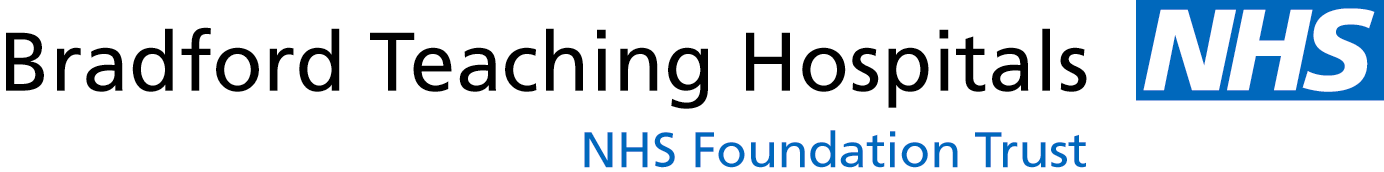 Bradford Teaching Hospitals NHS
NHS Foundation Trust